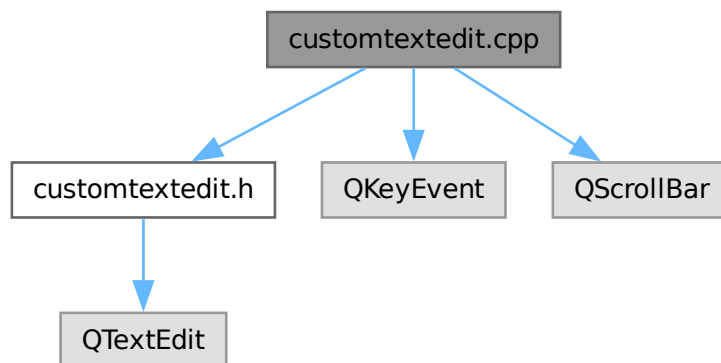 customtextedit.cpp
customtextedit.h
QKeyEvent
QScrollBar
QTextEdit